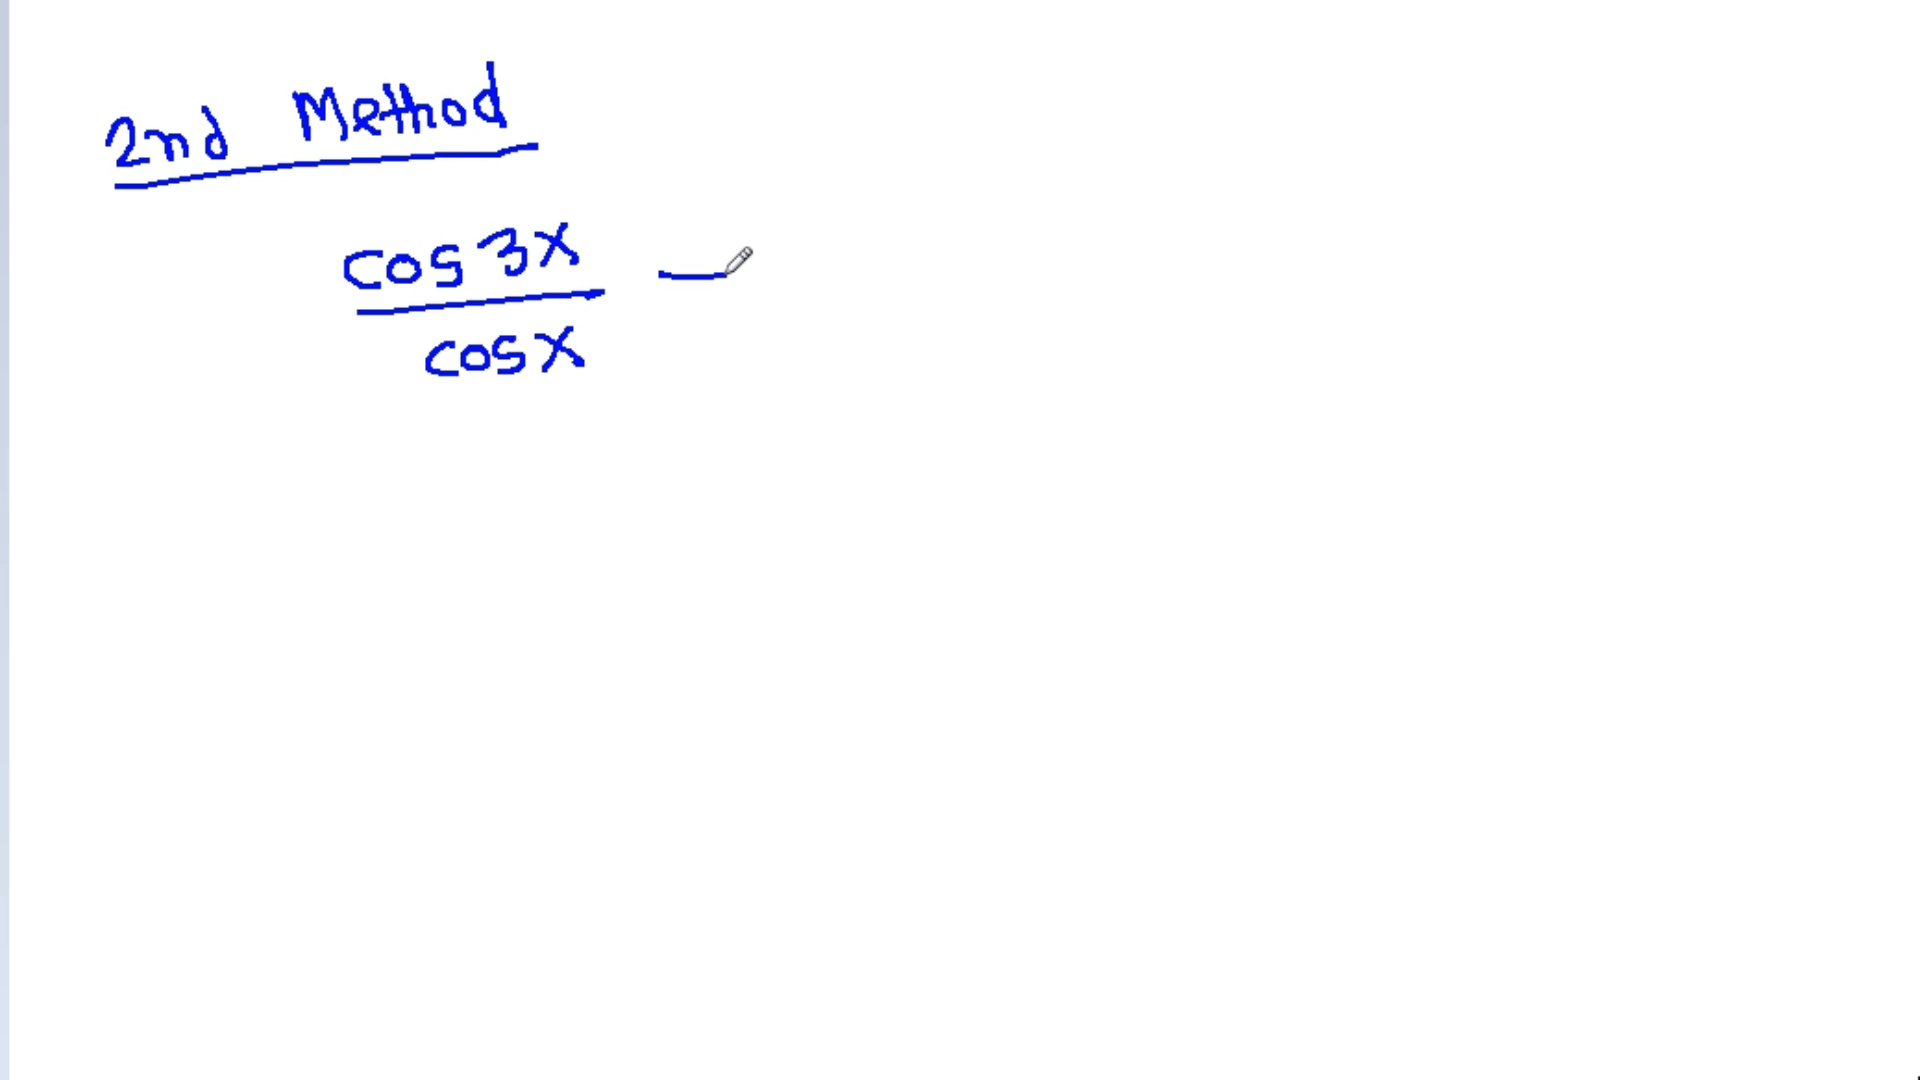 2nd Method
cos 3x —
cos x